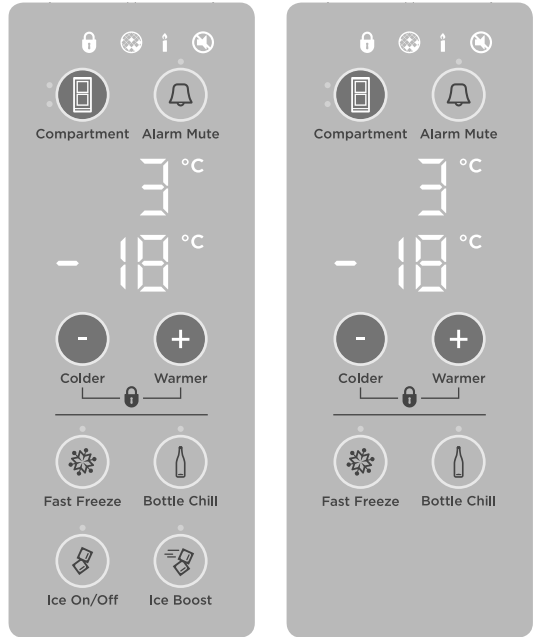 Compartment Alarm Mute
3 °C
- 18 °C
- +
Colder Warmer
Fast Freeze Bottle Chill
Ice On/Off Ice Boost
Compartment Alarm Mute
3 °C
- 18 °C
- +
Colder Warmer
Fast Freeze Bottle Chill